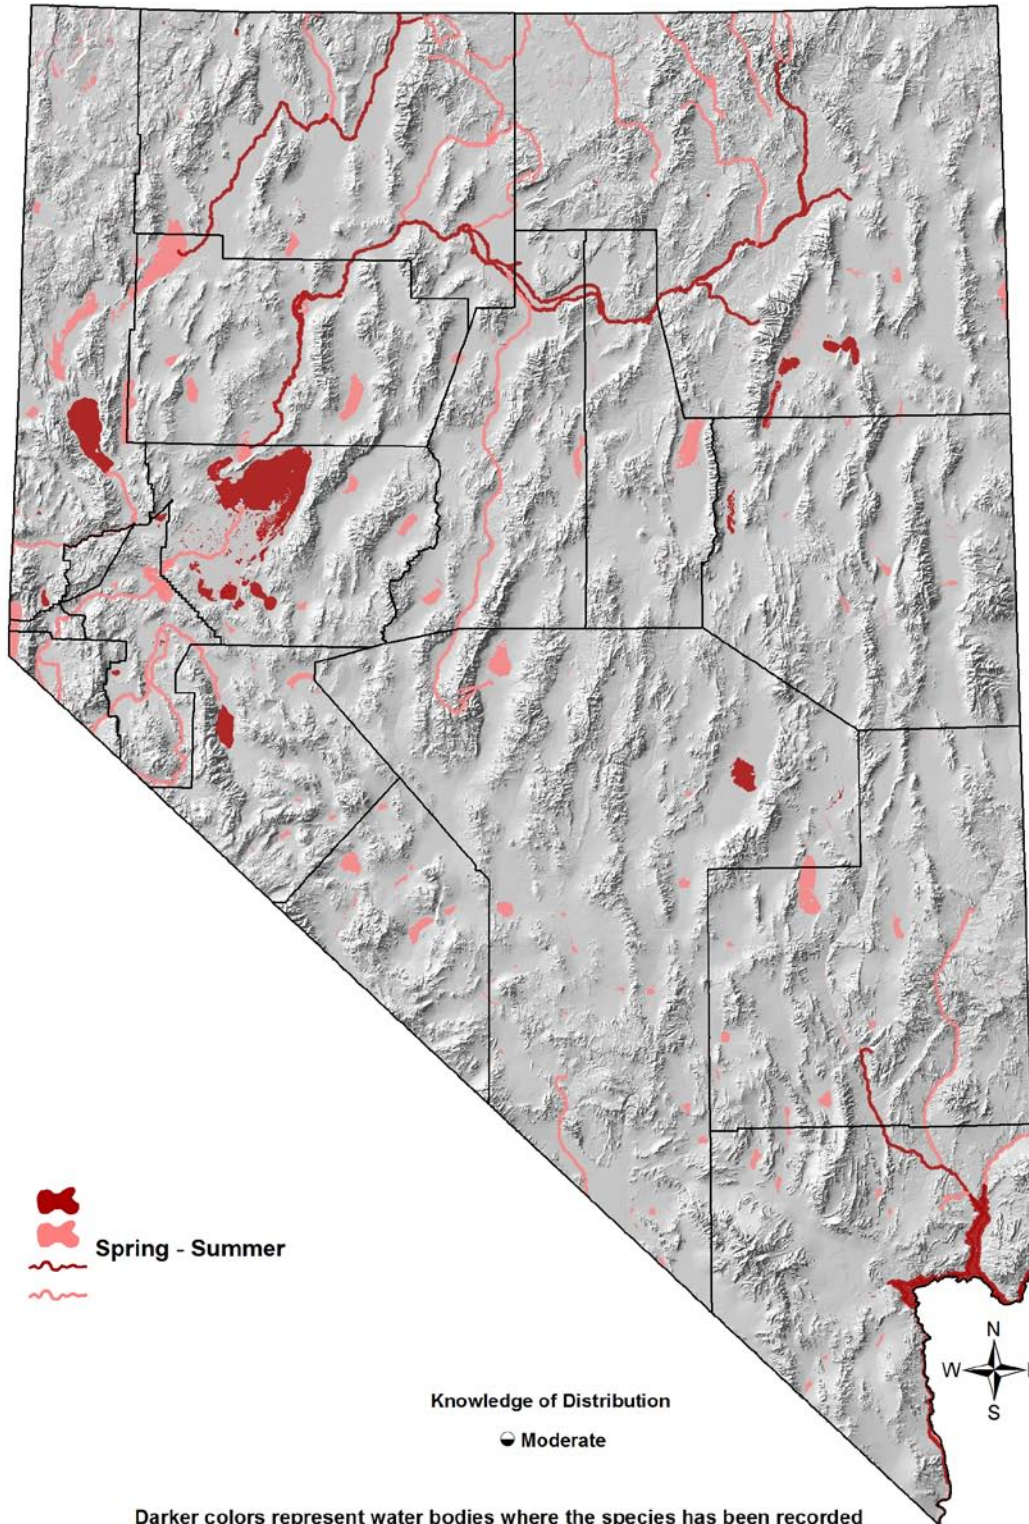 Spring - Summer
N
W
S
Knowledge of Distribution
Moderate
Darker colors represent water bodies where the species has been recorded